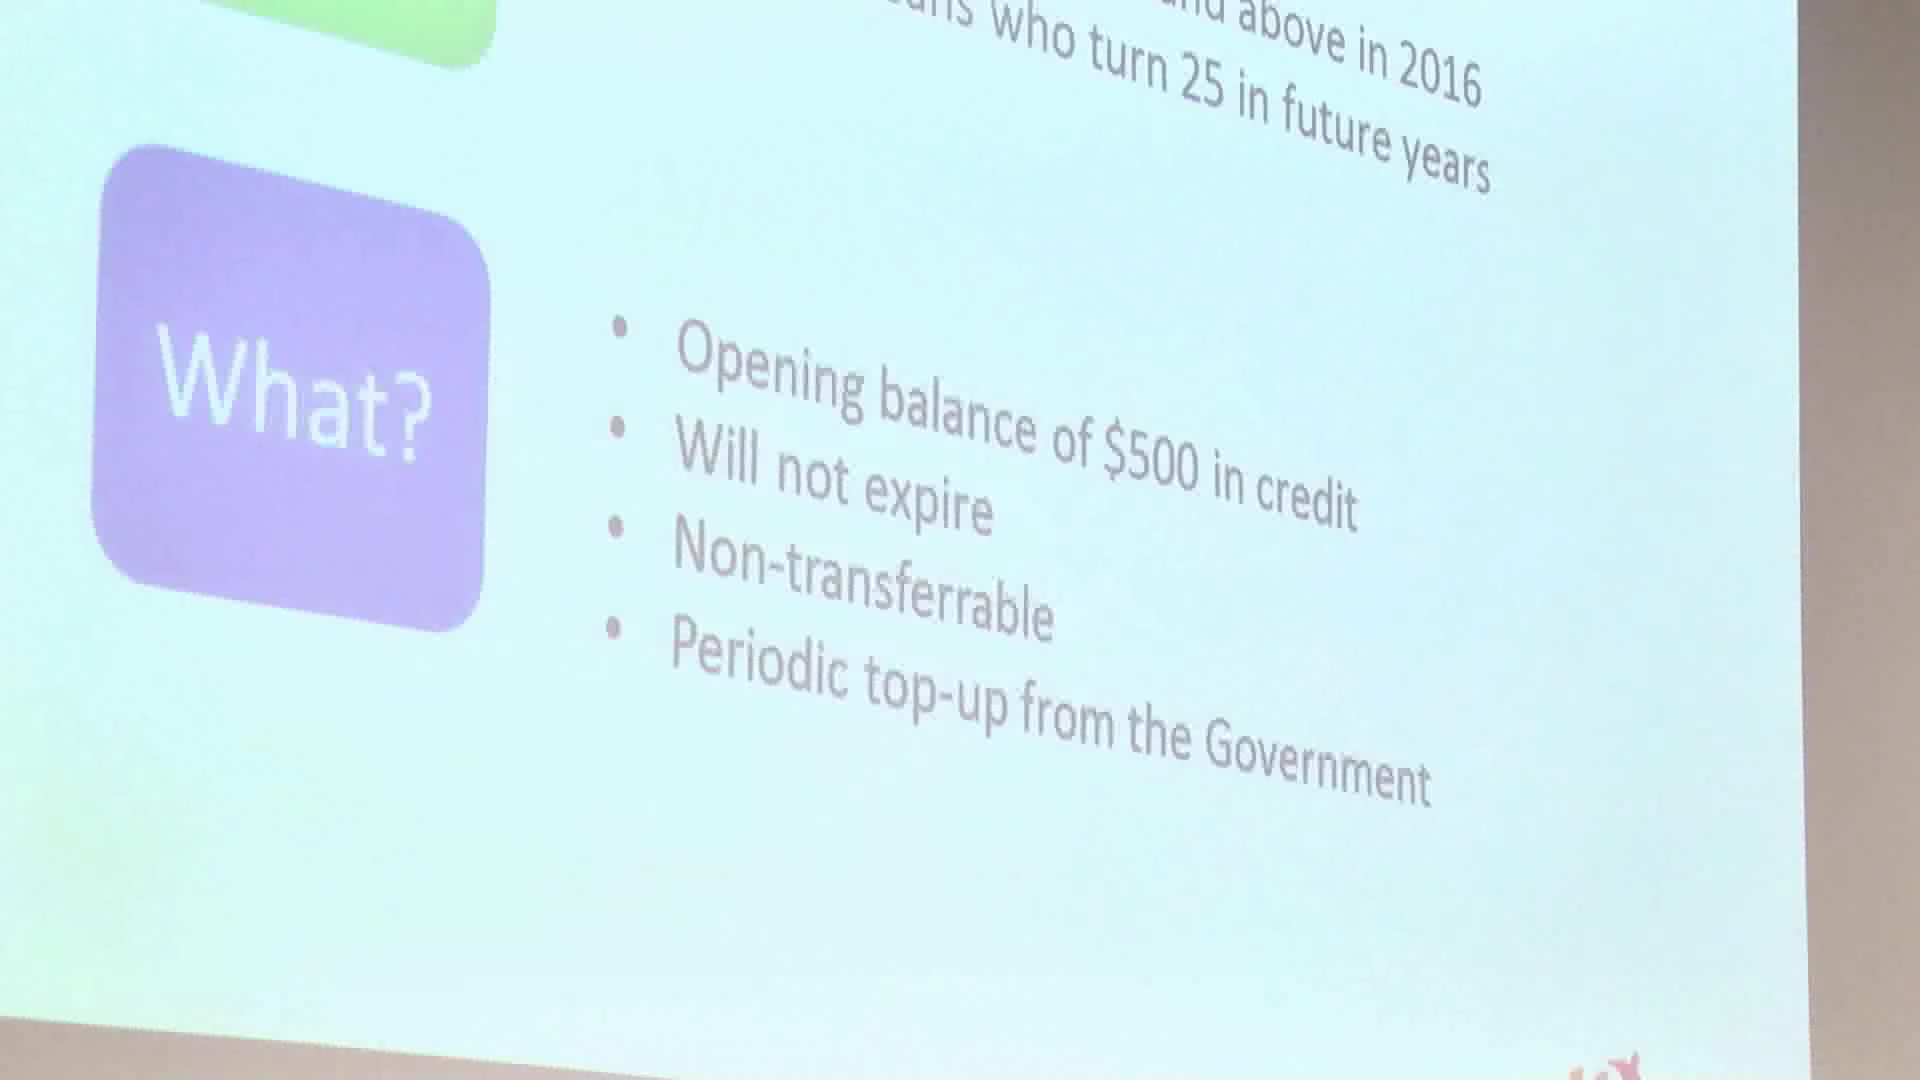 above in 2016
who turn 25 in future years
What?
• Opening balance of $500 in credit
• Will not expire
• Non-transferrable
• Periodic top-up from the Government